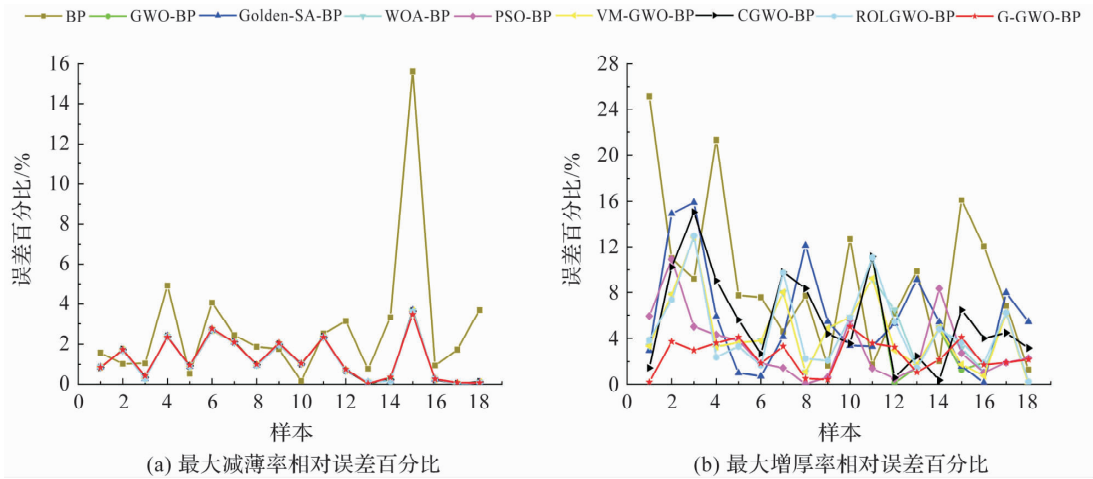 BP GWO-BP Golden-SA-BP WOA-BP PSO-BP VM-GWO-BP CGWO-BP ROLGWO-BP G-GWO-BP
误差百分比/%
16
14
12
10
8
6
4
2
0
0 2 4 6 8 10 12 14 16 18
样本
(a) 最大减薄率相对误差百分比
误差百分比/%
28
24
20
16
12
8
4
0
0 2 4 6 8 10 12 14 16 18
样本
(b) 最大增厚率相对误差百分比